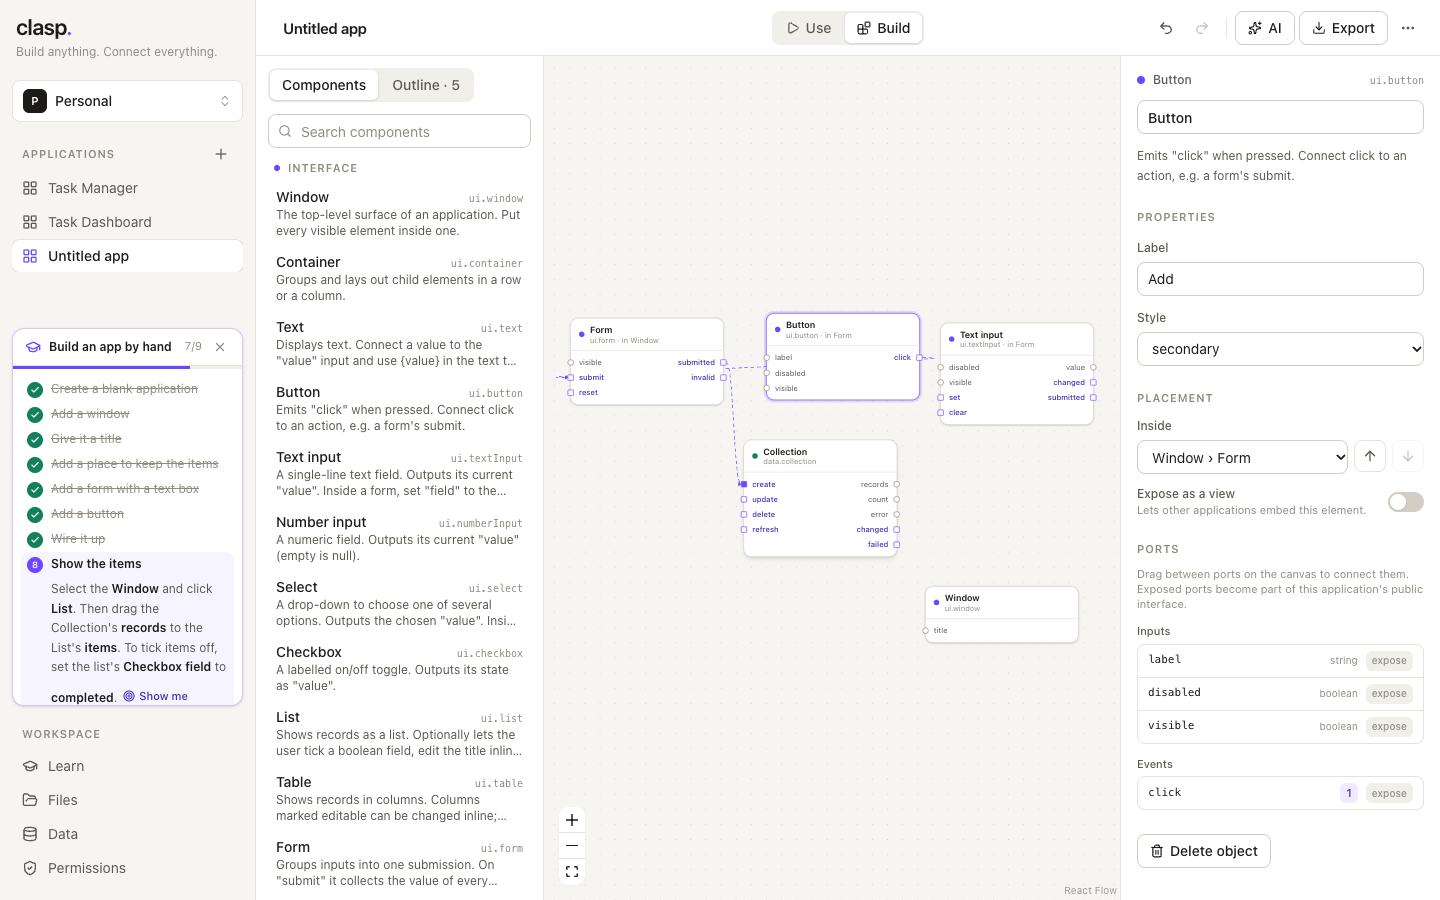 clasp.
Build anything. Connect everything.
P Personal
APPLICATIONS
Task Manager
Task Dashboard
Untitled app
Build an app by hand 7/9
Create a blank application
Add a window
Give it a title
Add a place to keep the items
Add a form with a text box
Add a button
Wire it up
8 Show the items
Select the Window and click
List. Then drag the
Collection's records to the
List's items. To tick items off,
set the list's Checkbox field to
completed. Show me
WORKSPACE
Learn
Files
Data
Permissions
Untitled app
Use Build
AI Export
Components Outline · 5
Search components
INTERFACE
Window ui.window
The top-level surface of an application. Put
every visible element inside one.
Container ui.container
Groups and lays out child elements in a row
or a column.
Text ui.text
Displays text. Connect a value to the
"value" input and use {value} in the text t...
Button ui.button
Emits "click" when pressed. Connect click
to an action, e.g. a form's submit.
Text input ui.textInput
A single-line text field. Outputs its current
"value". Inside a form, set "field" to the...
Number input ui.numberInput
A numeric field. Outputs its current "value"
(empty is null).
Select ui.select
A drop-down to choose one of several
options. Outputs the chosen "value". Insi...
Checkbox ui.checkbox
A labelled on/off toggle. Outputs its state
as "value".
List ui.list
Shows records as a list. Optionally lets the
user tick a boolean field, edit the title inlin...
Table ui.table
Shows records in columns. Columns
marked editable can be changed inline;...
Form ui.form
Groups inputs into one submission. On
"submit" it collects the value of every...
Form
ui.form · in Window
visible submitted
submit invalid
reset
Button
ui.button · in Form
label click
disabled
visible
Text input
ui.textInput · in Form
disabled value
visible changed
set submitted
clear
Collection
data.collection
create records
update count
delete error
refresh changed
failed
Window
ui.window
title
React Flow
Button ui.button
Button
Emits "click" when pressed. Connect click to an
action, e.g. a form's submit.
PROPERTIES
Label
Add
Style
secondary
PLACEMENT
Inside
Window › Form
Expose as a view
Lets other applications embed this element.
PORTS
Drag between ports on the canvas to connect them.
Exposed ports become part of this application's public
interface.
Inputs
label string expose
disabled boolean expose
visible boolean expose
Events
click 1 expose
Delete object